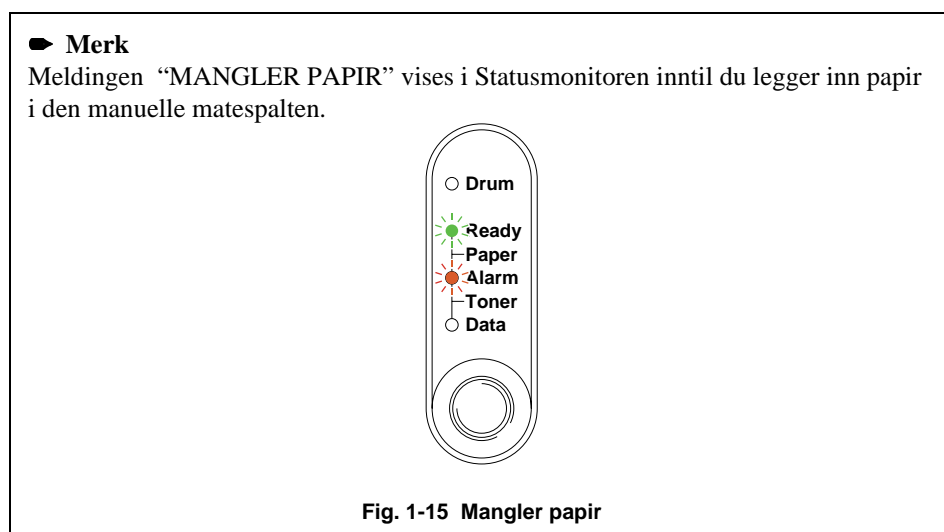 Merk
Meldingen “MANGLER PAPIR” vises i Statusmonitoren inntil du legger inn papir
i den manuelle matespalten.
Drum
Ready
Paper
Alarm
Toner
Data
Fig. 1-15 Mangler papir